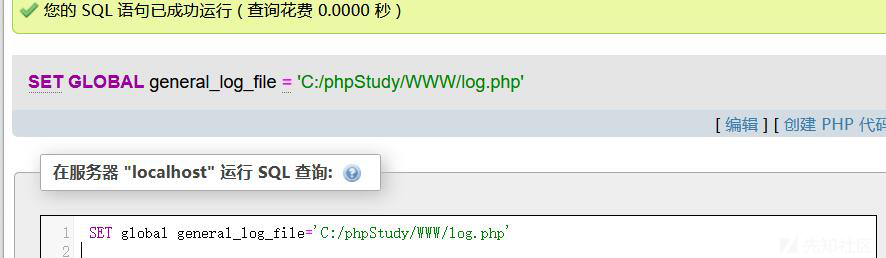 您的 SQL 语句已成功运行 ( 查询花费 0.0000 秒 )
SET GLOBAL general_log_file = 'C:/phpStudy/WWW/log.php'
[ 编辑 ] [ 创建 PHP 代码
在服务器 "localhost" 运行 SQL 查询:
1 SET global general_log_file='C:/phpStudy/WWW/log.php'
2
先知社区